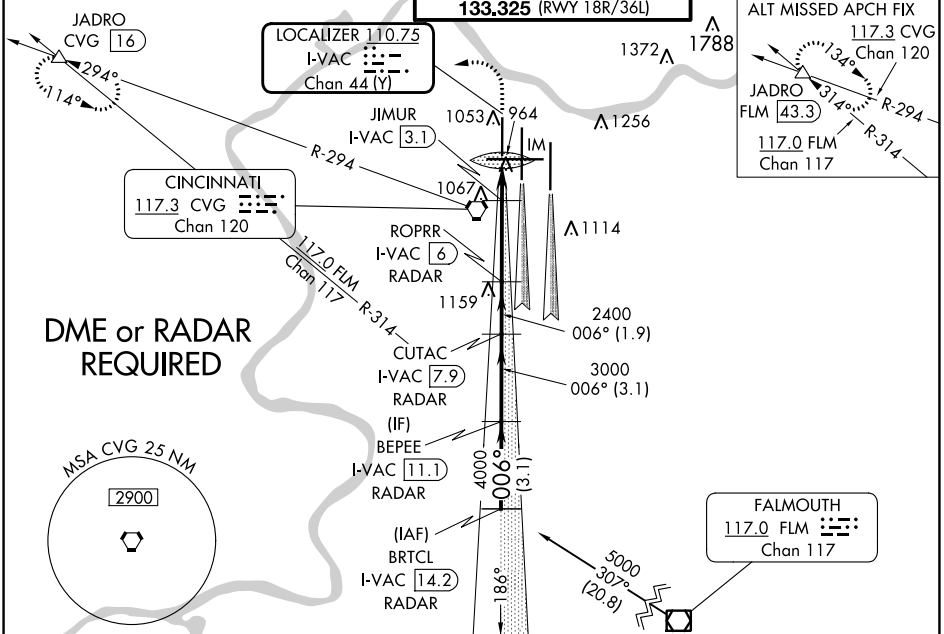 133.325 (RWY 18R/36L)
JADRO
CVG 16
294°
114°
LOCALIZER 110.75
I-VAC
Chan 44 (Y)
1372
1788
ALT MISSED APCH FIX
117.3 CVG
Chan 120
134°
JADRO
FLM 43.3
314°
R-294
R-314
117.0 FLM
Chan 117
JIMUR
I-VAC 3.1
1053
964
1256
IM
R-294
CINCINNATI
117.3 CVG
Chan 120
1067
1114
ROPRR
I-VAC 6
RADAR
117.0 FLM
Chan 117
R-314
1159
DME or RADAR
REQUIRED
2400
006° (1.9)
CUTAC
I-VAC 7.9
RADAR
3000
006° (3.1)
(IF)
BEPEE
I-VAC 11.1
RADAR
4000
006°
(3.1)
MSA CVG 25 NM
2900
(IAF)
BRTCL
I-VAC 14.2
RADAR
186°
5000
307°
(20.8)
FALMOUTH
117.0 FLM
Chan 117